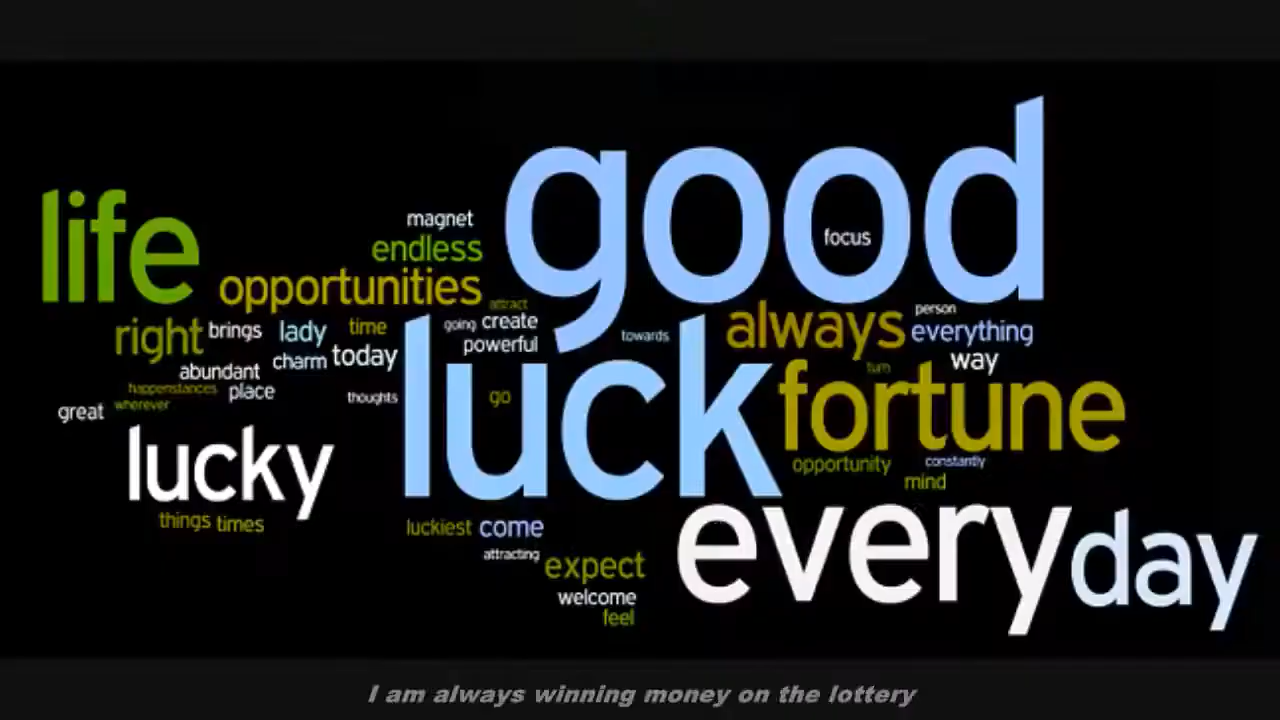 good
life
magnet
focus
endless
opportunities
attract
person
right brings lady time going create towards always everything
abundant charm today powerful way
happenstances place thoughts luck go turn fortune
great wherever
lucky opportunity constantly
mind
things times luckiest come every day
attracting
expect
welcome
feel
I am always winning money on the lottery